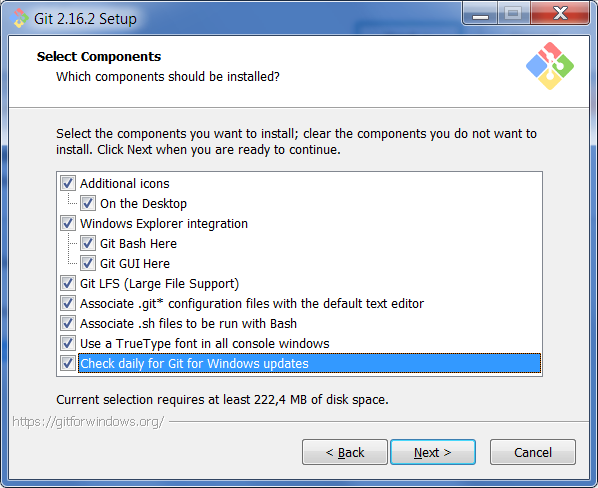 Git 2.16.2 Setup
Select Components
Which components should be installed?
Select the components you want to install; clear the components you do not want to
install. Click Next when you are ready to continue.
Additional icons
On the Desktop
Windows Explorer integration
Git Bash Here
Git GUI Here
Git LFS (Large File Support)
Associate .git* configuration files with the default text editor
Associate .sh files to be run with Bash
Use a TrueType font in all console windows
Check daily for Git for Windows updates
Current selection requires at least 222,4 MB of disk space.
https://gitforwindows.org/
< Back
Next >
Cancel